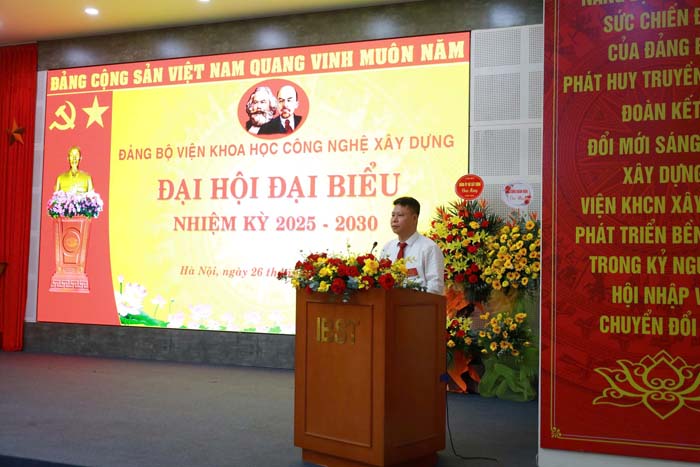 ĐẢNG CỘNG SẢN VIỆT NAM QUANG VINH MUÔN NĂM
ĐẢNG BỘ VIỆN KHOA HỌC CÔNG NGHỆ XÂY DỰNG
ĐẠI HỘI ĐẠI BIỂU
NHIỆM KỲ 2025 - 2030
Hà Nội, ngày 26
IBST
SỨC CHIẾN
CỦA ĐẢNG
PHÁT HUY TRUYỀN
ĐOÀN KẾT
ĐỔI MỚI SÁNG
XÂY DỰNG
VIỆN KHCN XÂY
PHÁT TRIỂN BỀN
TRONG KỶ
HỘI NHẬP
CHUYỂN ĐỔI